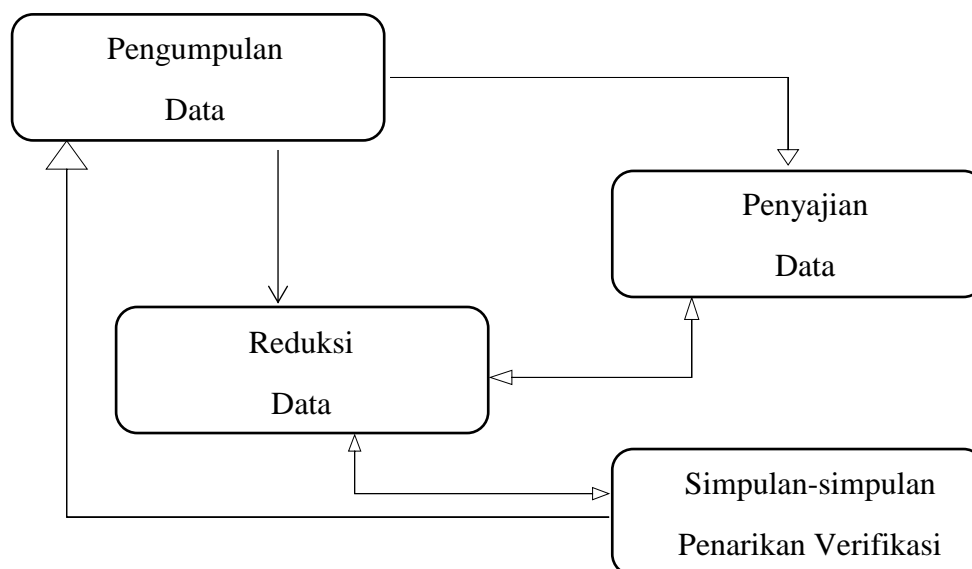 Pengumpulan
Data
Penyajian
Data
Reduksi
Data
Simpulan-simpulan
Penarikan Verifikasi